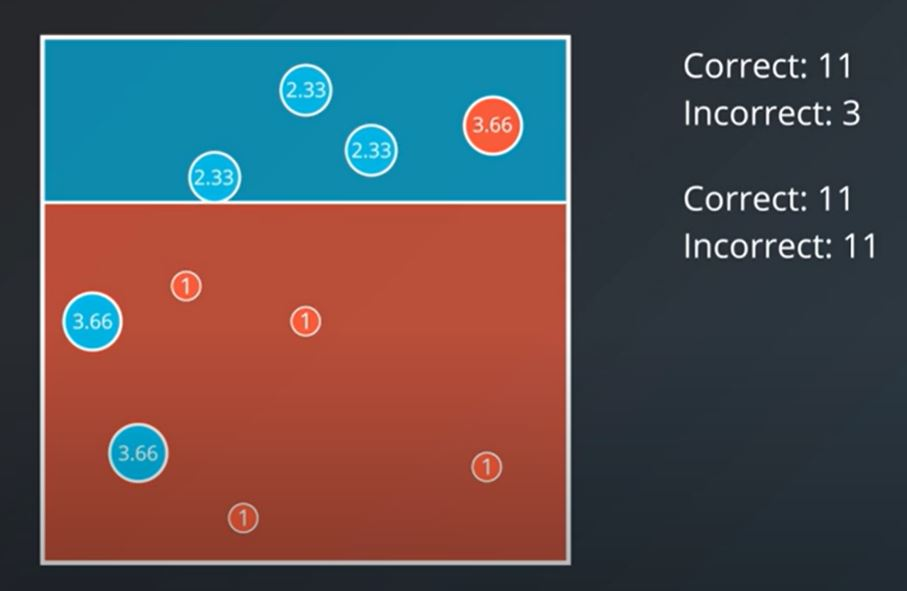 2.33
3.66
2.33
2.33
1
3.66
1
3.66
1
1
Correct: 11
Incorrect: 3
Correct: 11
Incorrect: 11